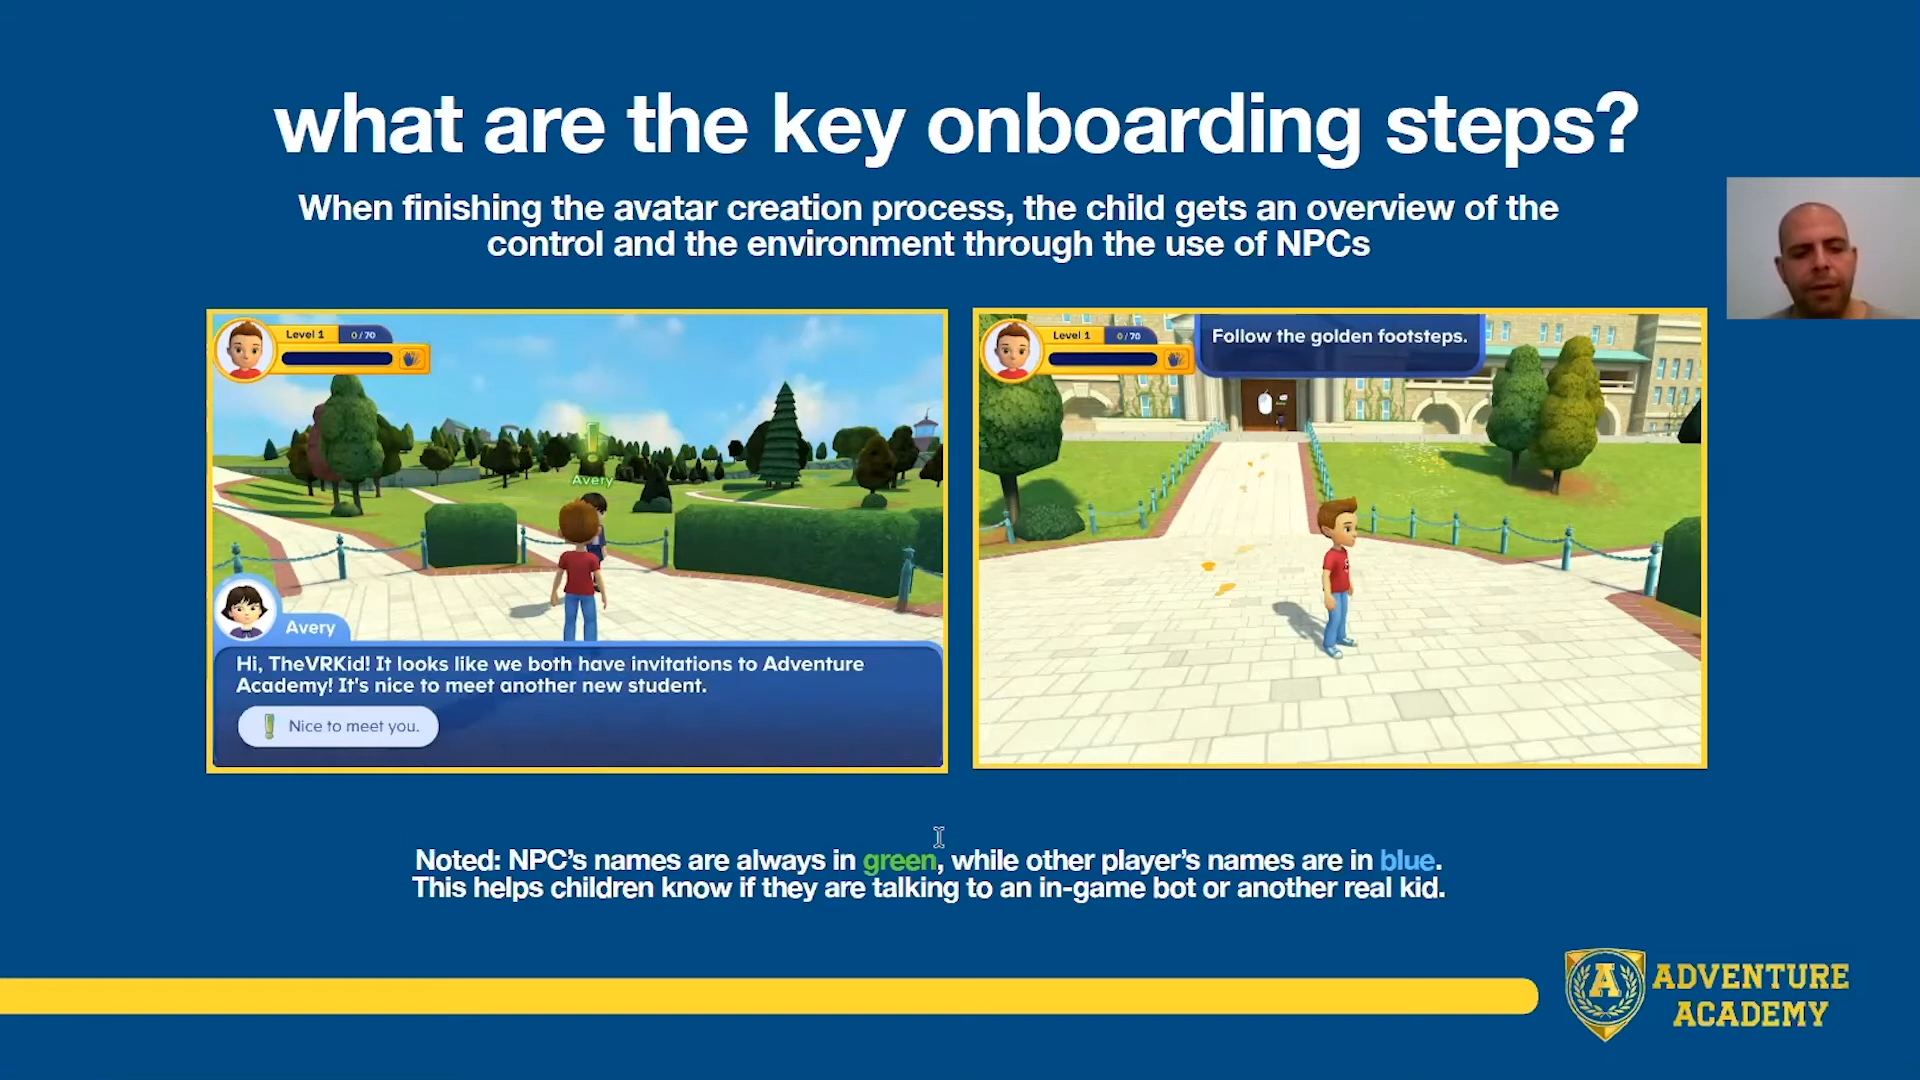 what are the key onboarding steps?
When finishing the avatar creation process, the child gets an overview of the
control and the environment through the use of NPCs
Level 1 0/70
Avery
Avery
Hi, TheVRKid! It looks like we both have invitations to Adventure
Academy! It's nice to meet another new student.
Nice to meet you.
Level 1 0/70
Follow the golden footsteps.
Noted: NPC's names are always in green, while other player's names are in blue.
This helps children know if they are talking to an in-game bot or another real kid.
A
ADVENTURE
ACADEMY